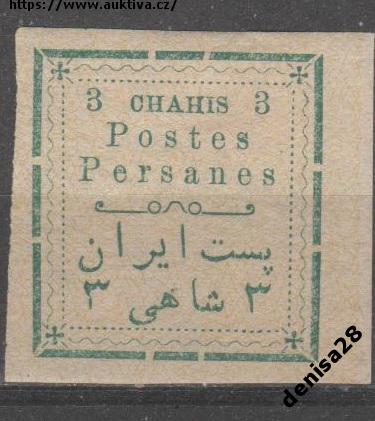 https://www.auktiva.cz/
3 CHAHIS 3
Postes
Persanes
پست ایران
۳ شاهی ۳
denisa28